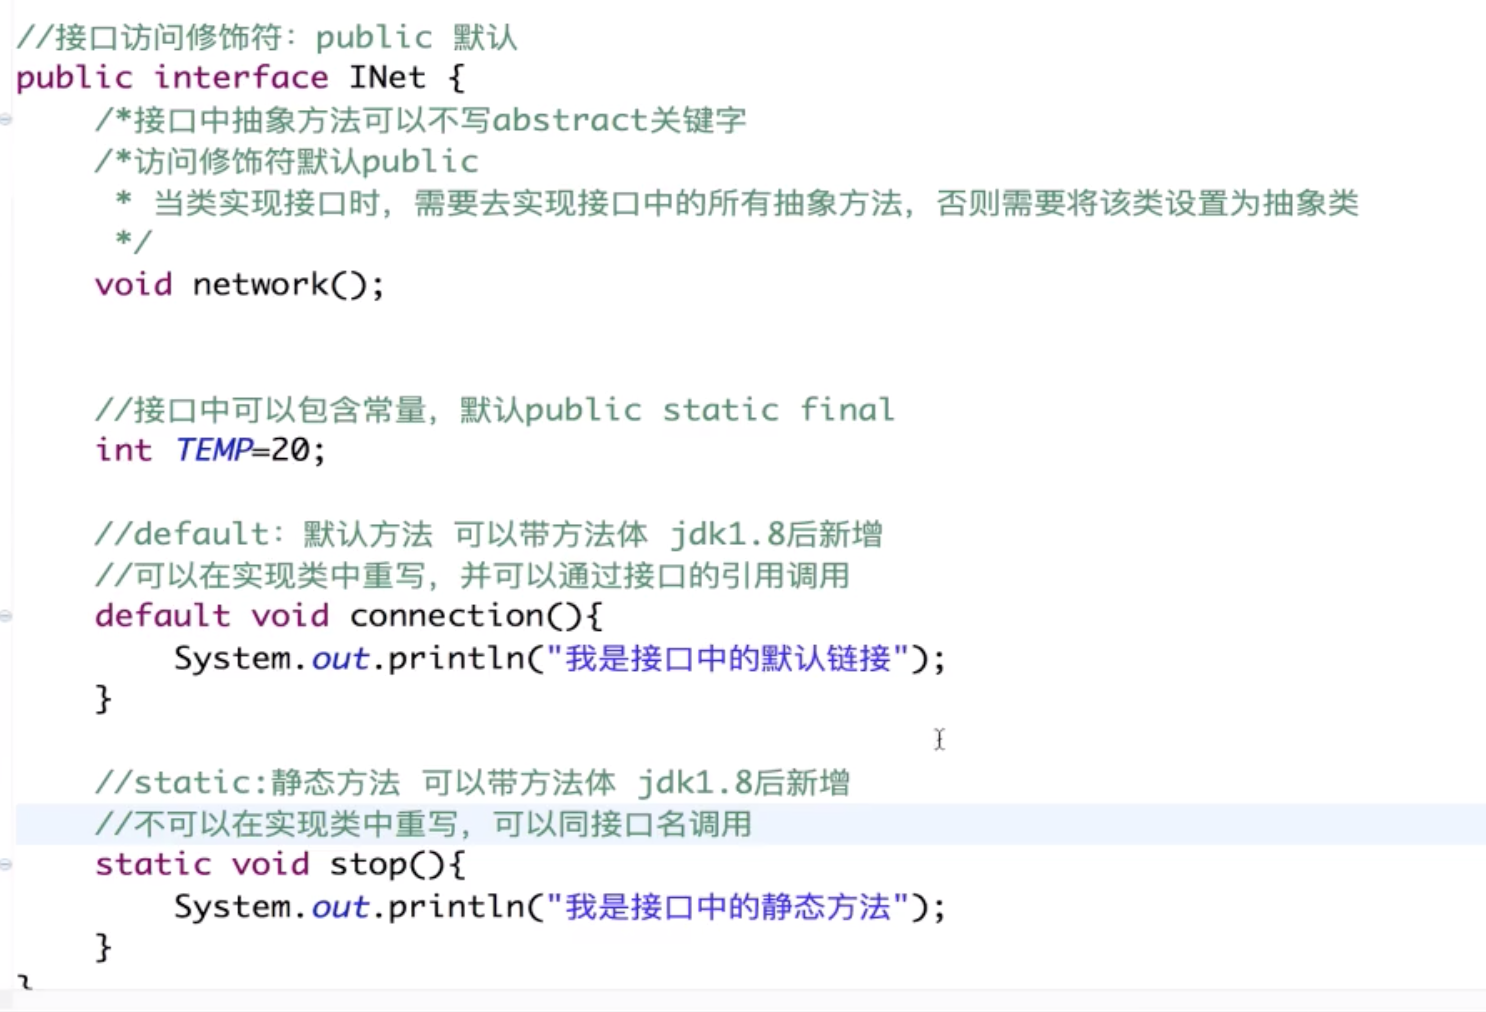 //接口访问修饰符：public 默认
public interface INet {
/*接口中抽象方法可以不写abstract关键字
/*访问修饰符默认public
* 当类实现接口时，需要去实现接口中的所有抽象方法，否则需要将该类设置为抽象类
*/
void network();
//接口中可以包含常量，默认public static final
int TEMP=20;
//default：默认方法 可以带方法体 jdk1.8后新增
//可以在实现类中重写，并可以通过接口的引用调用
default void connection(){
System.out.println("我是接口中的默认链接");
}
//static:静态方法 可以带方法体 jdk1.8后新增
//不可以在实现类中重写，可以同接口名调用
static void stop(){
System.out.println("我是接口中的静态方法");
}
}